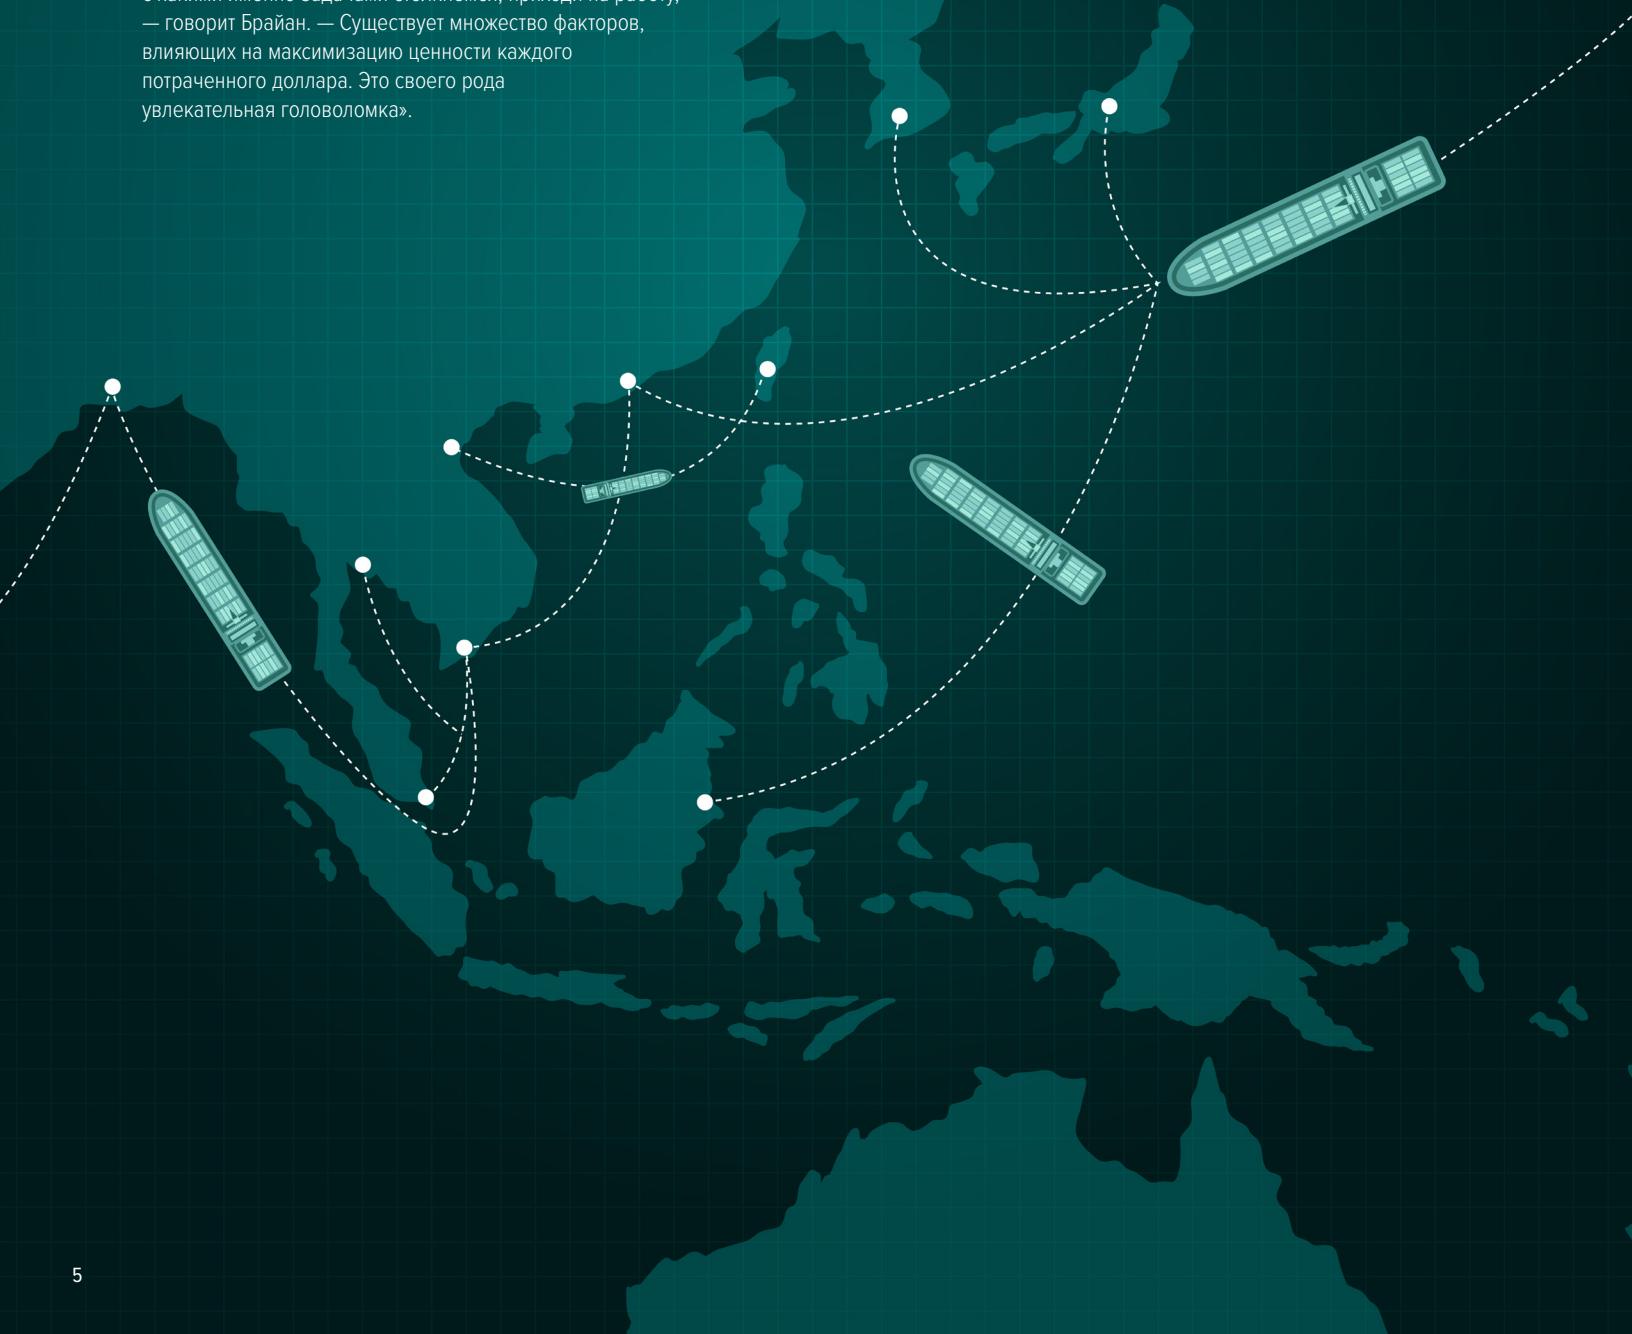 — говорит Брайан. — Существует множество факторов,
влияющих на максимизацию ценности каждого
потраченного доллара. Это своего рода
увлекательная головоломка».
5